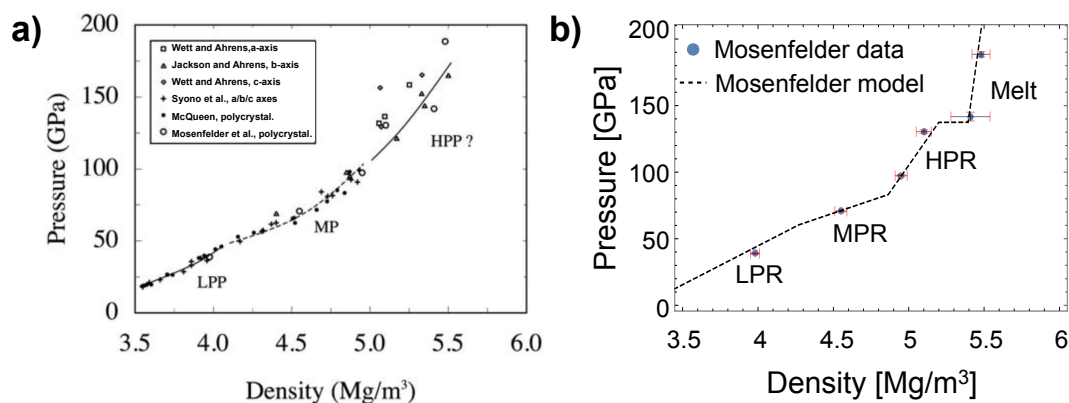 a)
Wett and Ahrens,a-axis
Jackson and Ahrens, b-axis
Wett and Ahrens, c-axis
Syono et al., a/b/c axes
McQueen, polycrystal.
Mosenfelder et al., polycrystal.
Pressure (GPa)
200
150
100
50
0
HPP ?
MP
LPP
3.5 4.0 4.5 5.0 5.5 6.0
Density (Mg/m³)
b)
Mosenfelder data
Mosenfelder model
Pressure [GPa]
200
150
100
50
0
Melt
HPR
MPR
LPR
3.5 4 4.5 5 5.5 6
Density [Mg/m³]